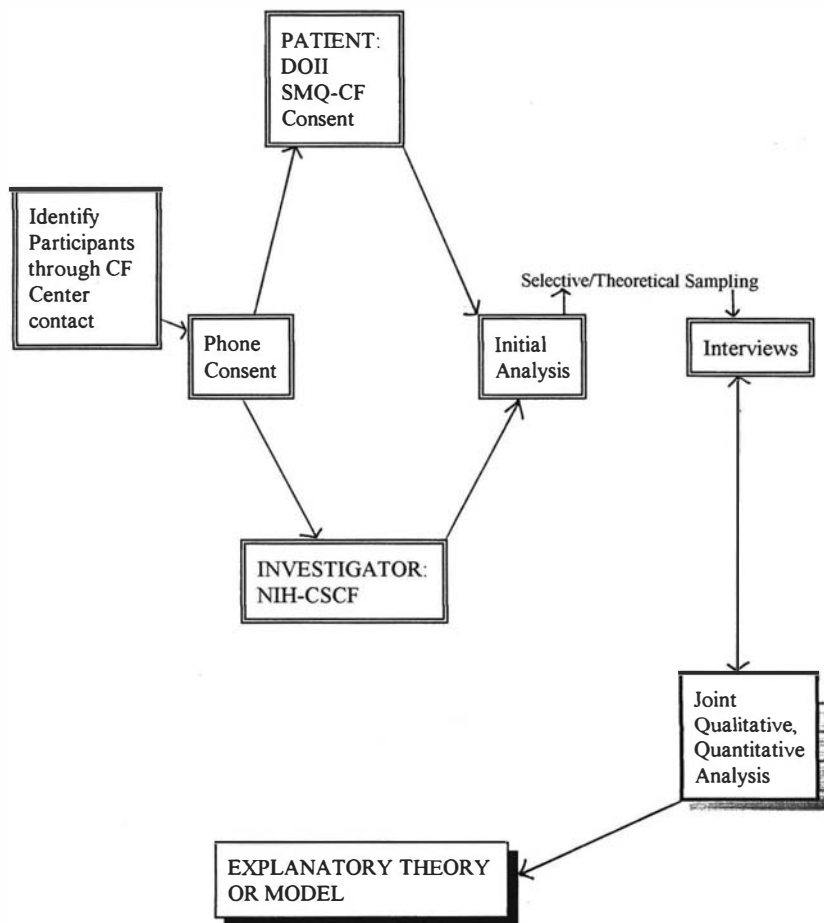 PATIENT:
DOII
SMQ-CF
Consent
Identify
Participants
through CF
Center
contact
Phone
Consent
Selective/Theoretical Sampling
Initial
Analysis
Interviews
INVESTIGATOR:
NIH-CSCF
Joint
Qualitative,
Quantitative
Analysis
EXPLANATORY THEORY
OR MODEL